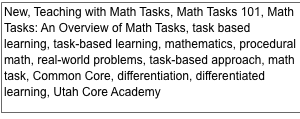 New, Teaching with Math Tasks, Math Tasks 101, Math
Tasks: An Overview of Math Tasks, task based
learning, task-based learning, mathematics, procedural
math, real-world problems, task-based approach, math
task, Common Core, differentiation, differentiated
learning, Utah Core Academy